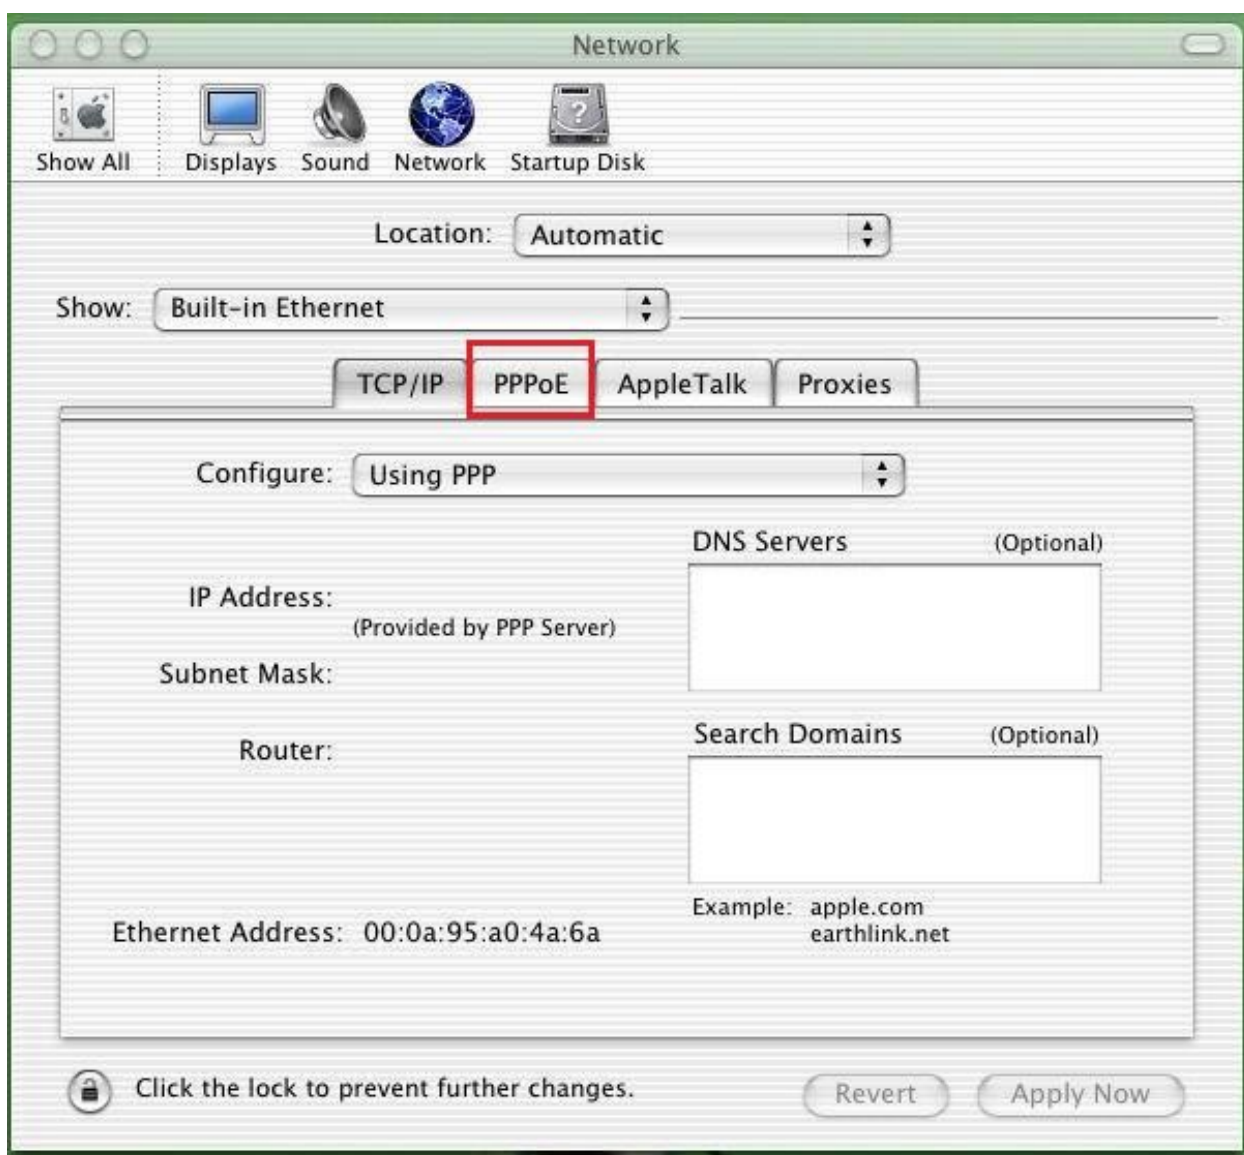 Network
Show All Displays Sound Network Startup Disk
Location: Automatic
Show: Built-in Ethernet
TCP/IP PPPoE AppleTalk Proxies
Configure: Using PPP
DNS Servers (Optional)
IP Address:
(Provided by PPP Server)
Subnet Mask:
Search Domains (Optional)
Router:
Example: apple.com
earthlink.net
Ethernet Address: 00:0a:95:a0:4a:6a
Click the lock to prevent further changes.
Revert Apply Now